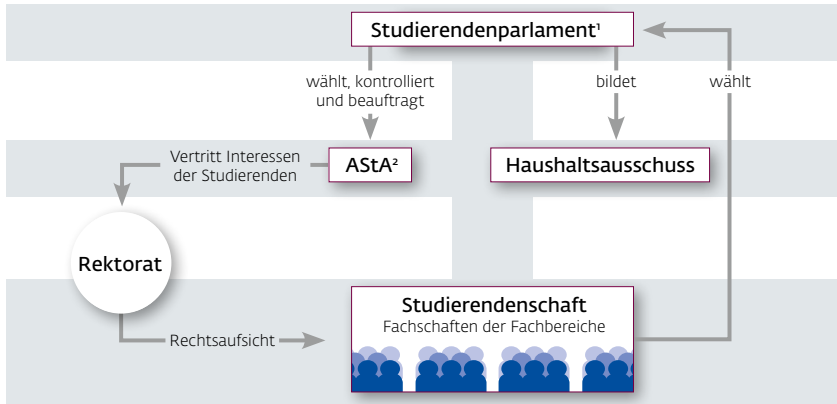 Studierendenparlament¹
wählt, kontrolliert
und beauftragt
bildet
wählt
Vertritt Interessen
der Studierenden
AStA²
Haushaltsausschuss
Rektorat
Studierendenschaft
Fachschaften der Fachbereiche
Rechtsaufsicht